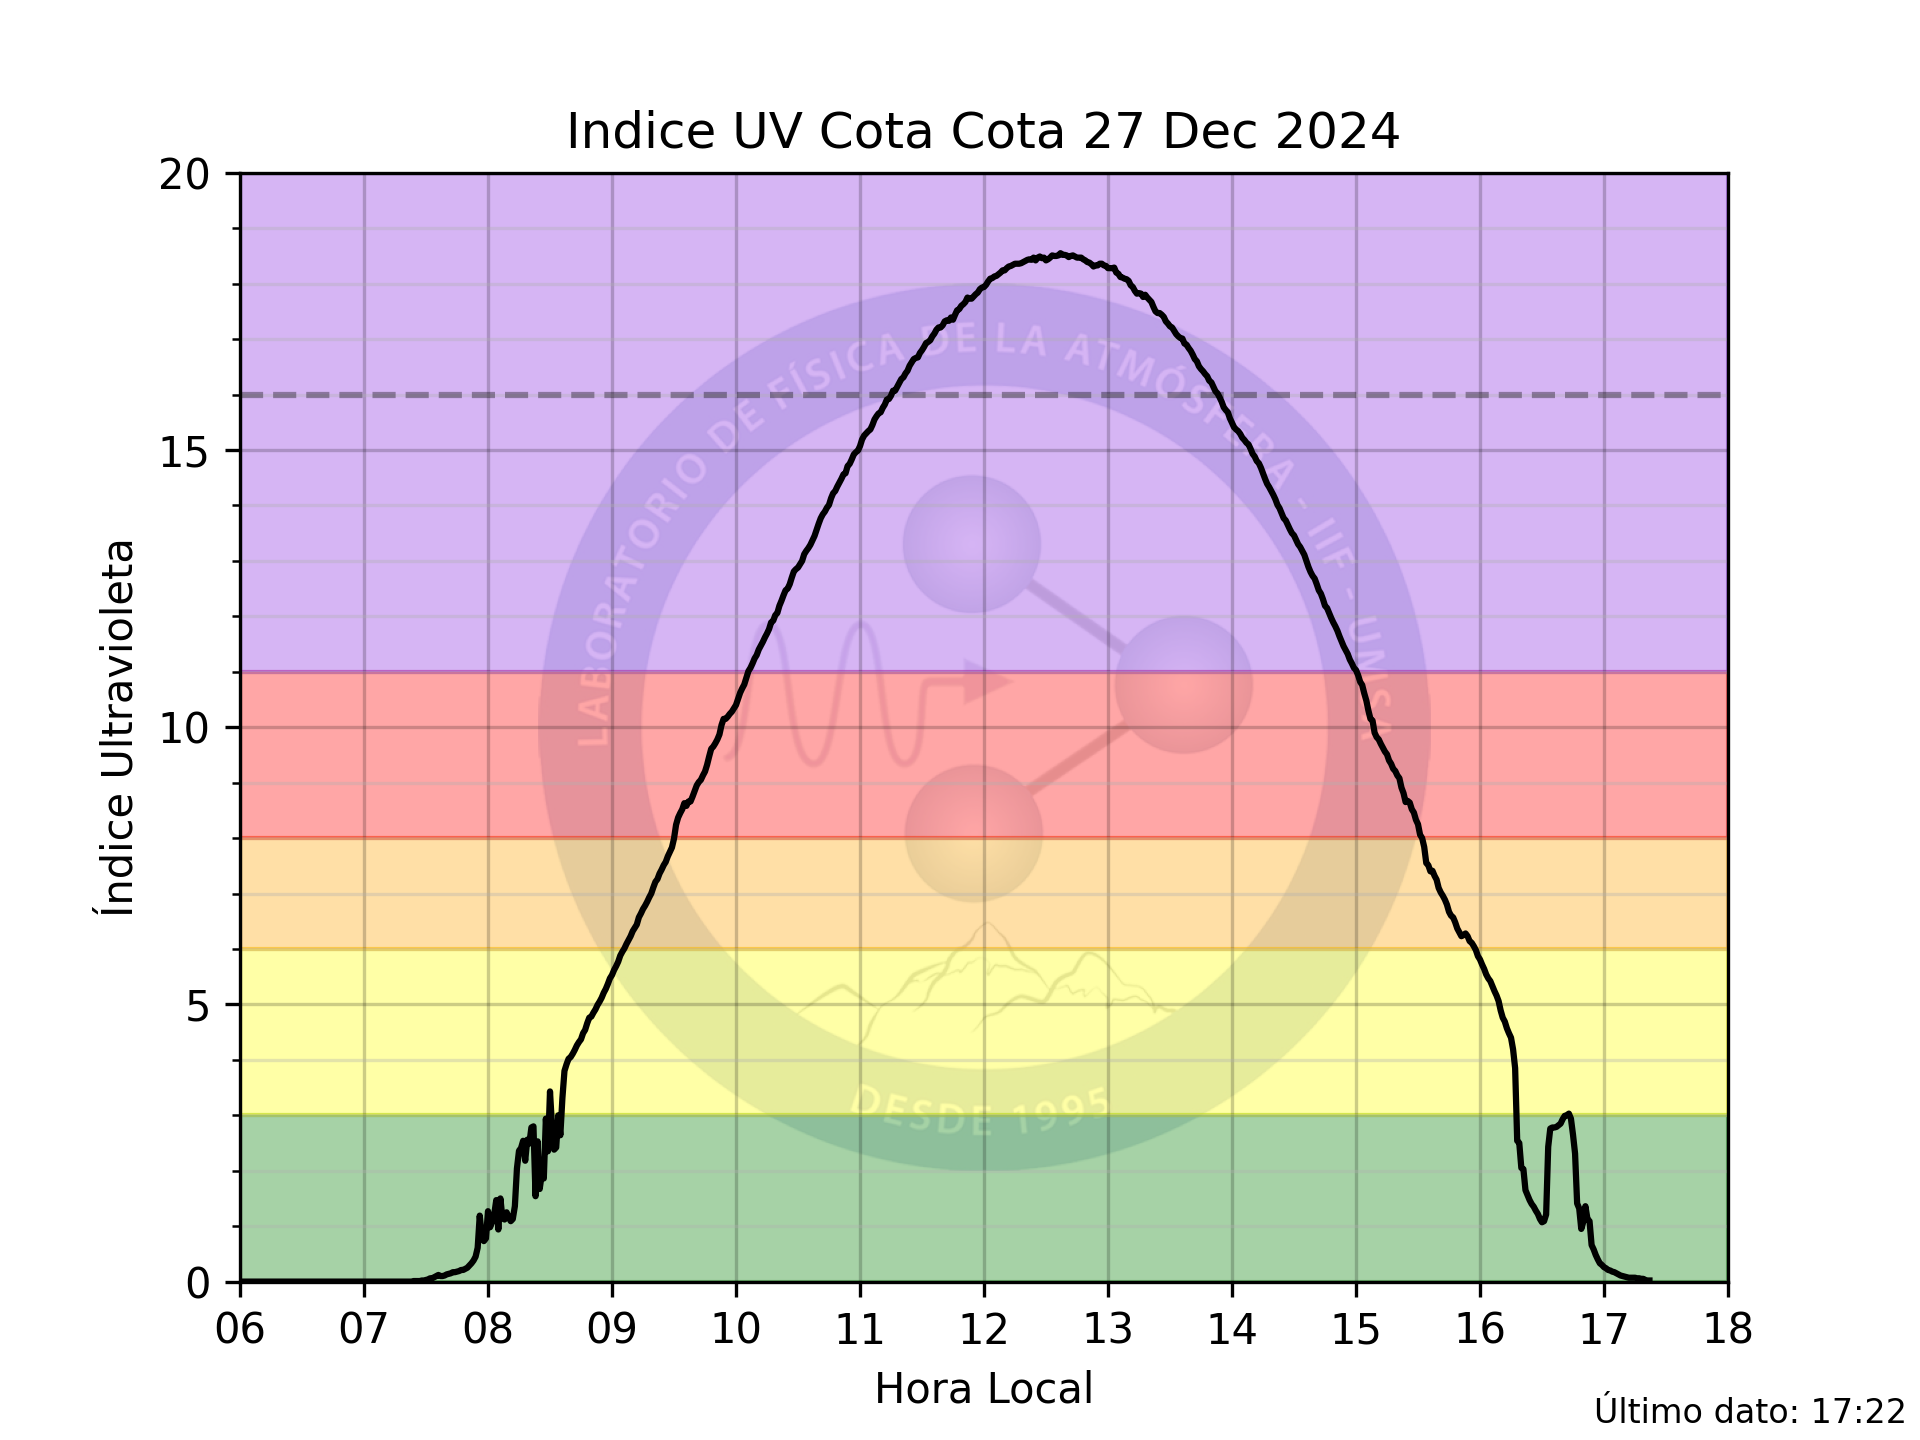 Indice UV Cota Cota 27 Dec 2024
20
15
10
5
0
Índice Ultravioleta
LABORATORIO DE FÍSICA DE LA ATMÓSFERA - IIF - UMSA
DESDE 1995
06 07 08 09 10 11 12 13 14 15 16 17 18
Hora Local
Último dato: 17:22